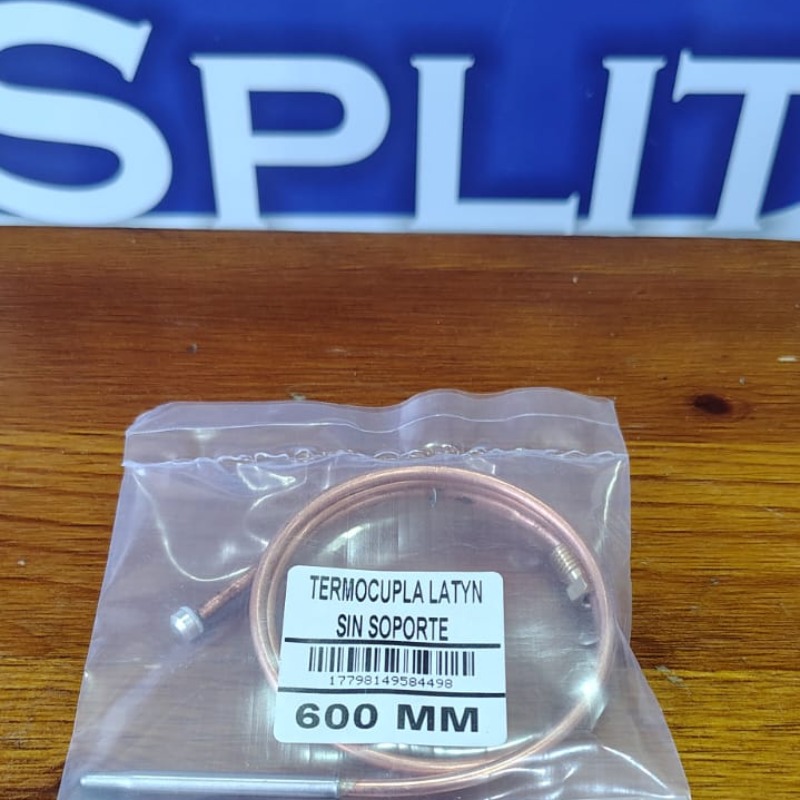 SPLIT
TERMOCUPLA LATYN
SIN SOPORTE
17798149584498
600 MM